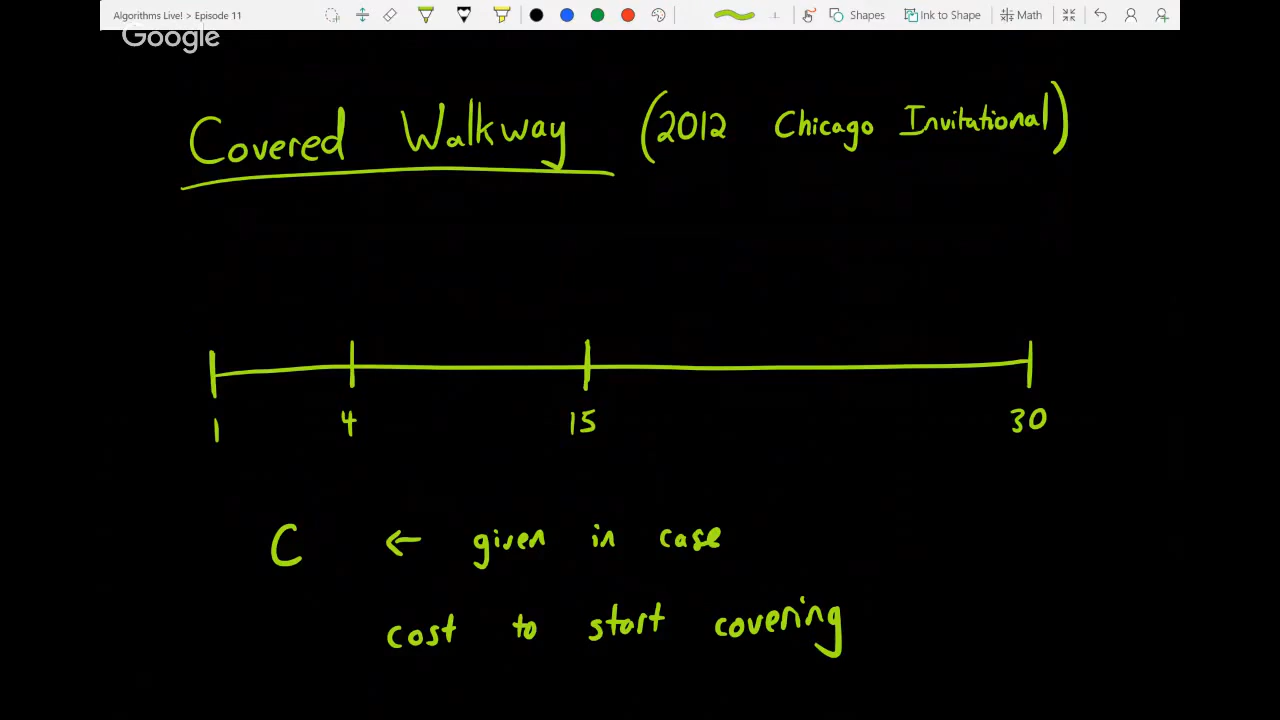 Algorithms Live! > Episode 11 Shapes Ink to Shape Math
Google
Covered Walkway (2012 Chicago Invitational)
1 4 15 30
C ← given in case
cost to start covering